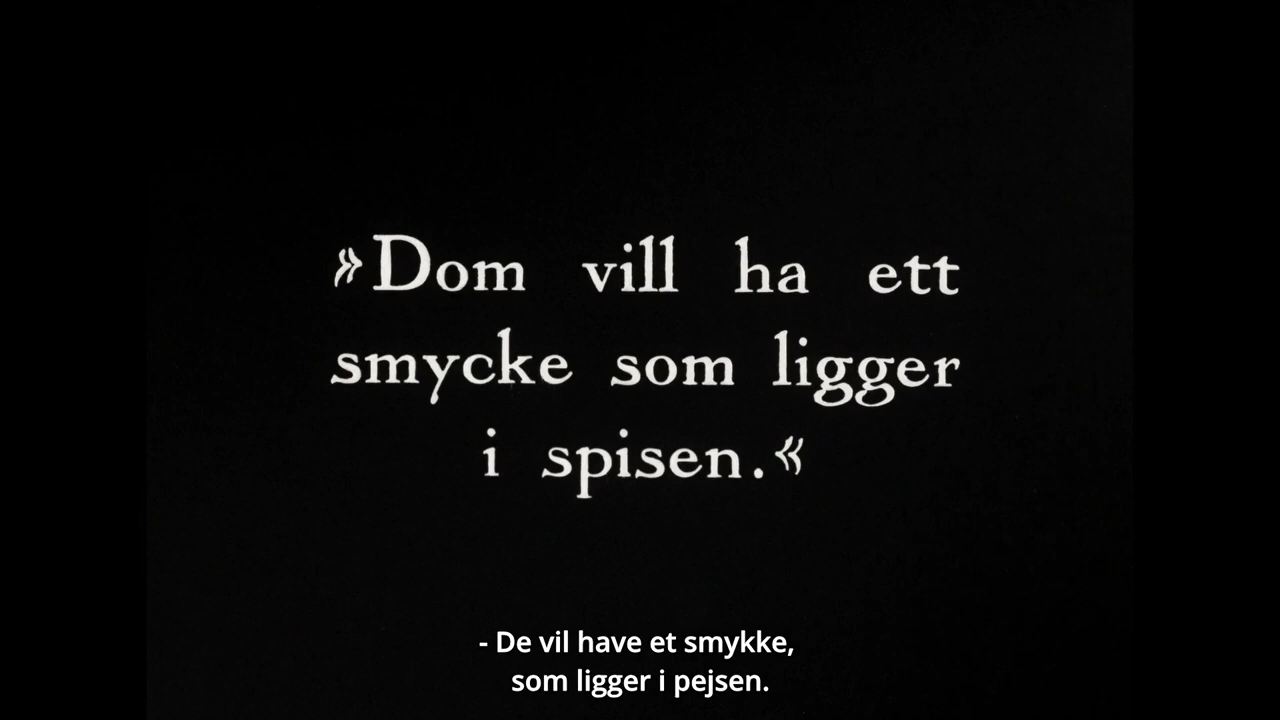 »Dom vill ha ett
smycke som ligger
i spisen.«
- De vil have et smykke,
som ligger i pejsen.